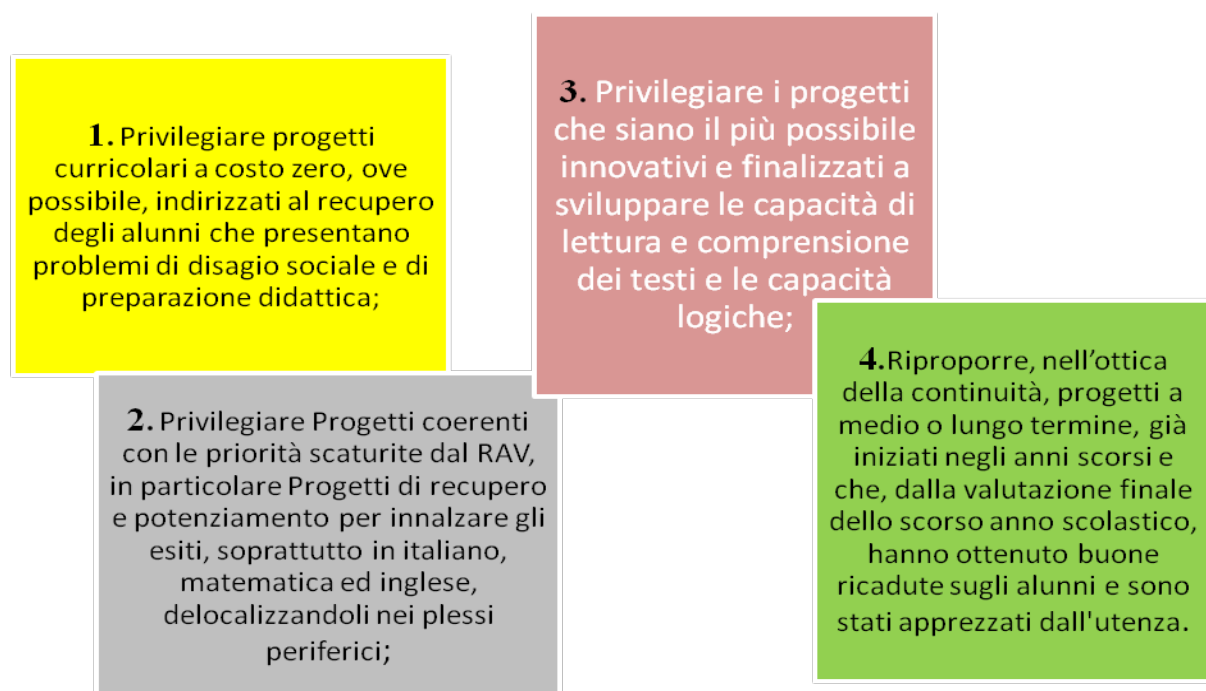 1. Privilegiare progetti
curricolari a costo zero, ove
possibile, indirizzati al recupero
degli alunni che presentano
problemi di disagio sociale e di
preparazione didattica;
2. Privilegiare Progetti coerenti
con le priorità scaturite dal RAV,
in particolare Progetti di recupero
e potenziamento per innalzare gli
esiti, soprattutto in italiano,
matematica ed inglese,
delocalizzandoli nei plessi
periferici;
3. Privilegiare i progetti
che siano il più possibile
innovativi e finalizzati a
sviluppare le capacità di
lettura e comprensione
dei testi e le capacità
logiche;
4.Riproporre, nell’ottica
della continuità, progetti a
medio o lungo termine, già
iniziati negli anni scorsi e
che, dalla valutazione finale
dello scorso anno scolastico,
hanno ottenuto buone
ricadute sugli alunni e sono
stati apprezzati dall'utenza.